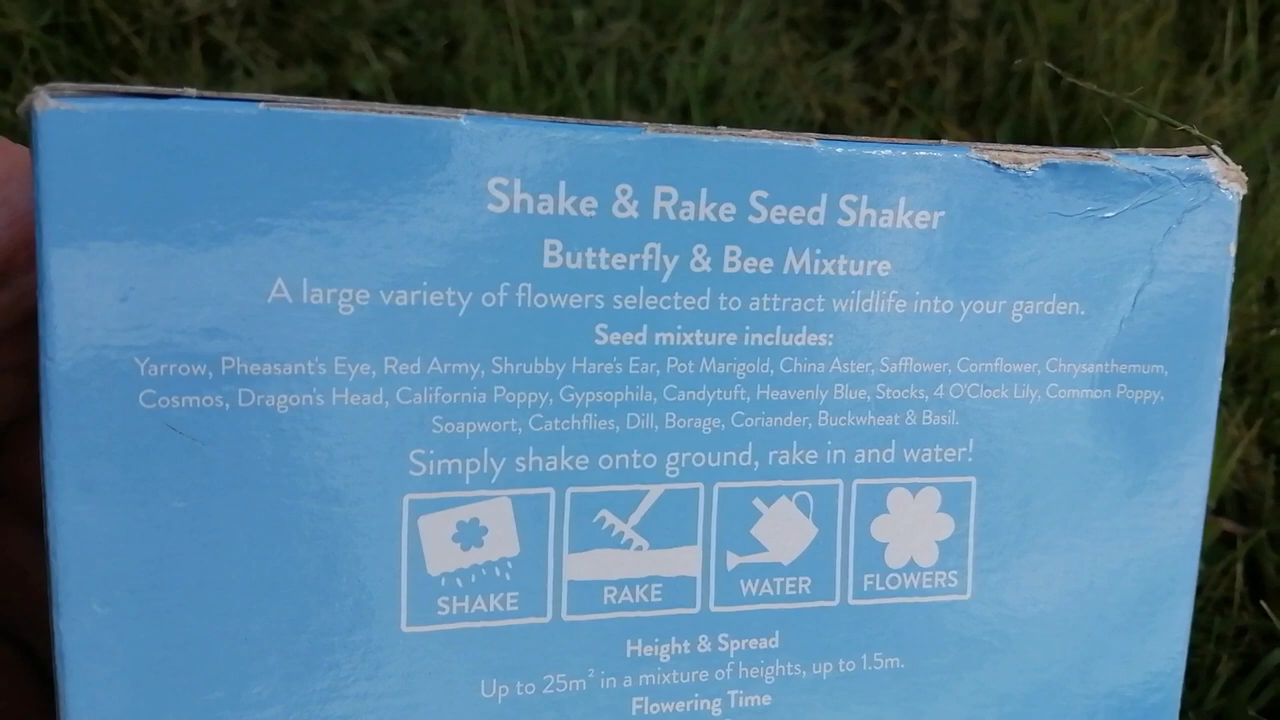 Shake & Rake Seed Shaker
Butterfly & Bee Mixture
A large variety of flowers selected to attract wildlife into your garden.
Seed mixture includes:
Yarrow, Pheasant's Eye, Red Army, Shrubby Hare's Ear, Pot Marigold, China Aster, Safflower, Cornflower, Chrysanthemum,
Cosmos, Dragon's Head, California Poppy, Gypsophila, Candytuft, Heavenly Blue, Stocks, 4 O'Clock Lily, Common Poppy,
Soapwort, Catchflies, Dill, Borage, Coriander, Buckwheat & Basil.
Simply shake onto ground, rake in and water!
SHAKE RAKE WATER FLOWERS
Height & Spread
Up to 25m² in a mixture of heights, up to 1.5m.
Flowering Time